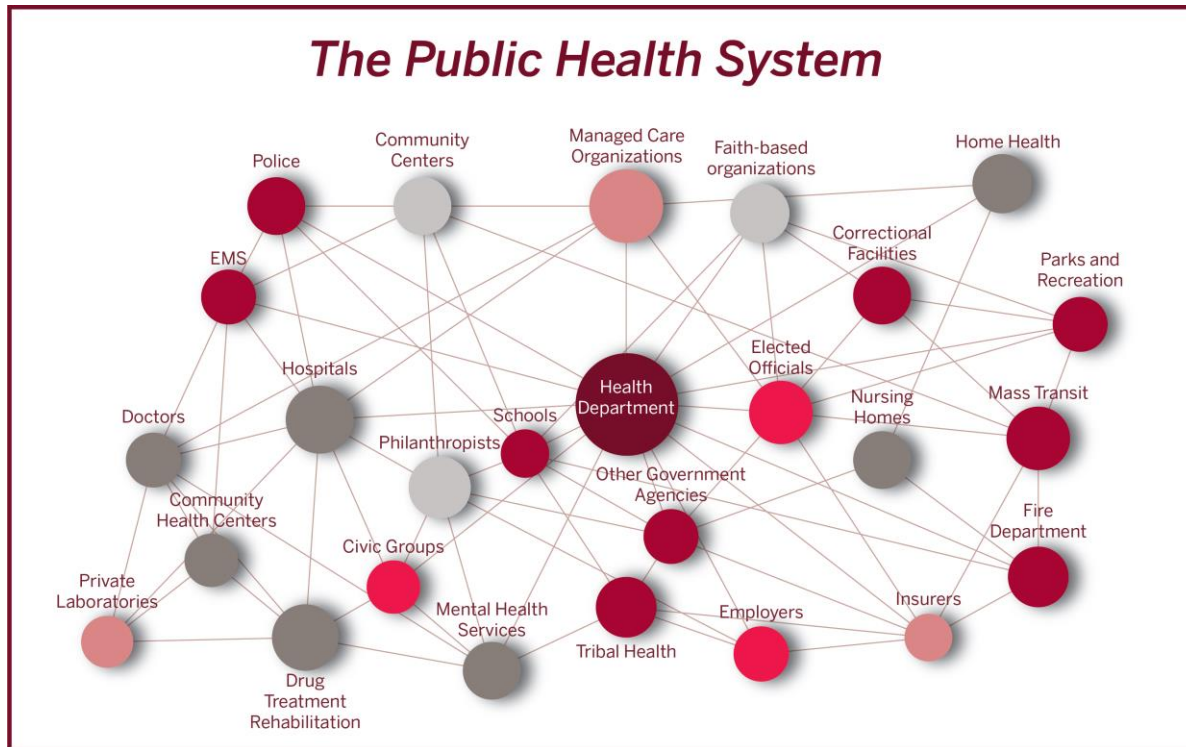 The Public Health System
Police
Community
Centers
Managed Care
Organizations
Faith-based
organizations
Home Health
EMS
Correctional
Facilities
Parks and
Recreation
Hospitals
Health
Department
Elected
Officials
Doctors
Schools
Nursing
Homes
Mass Transit
Philanthropists
Other Government
Agencies
Community
Health Centers
Civic Groups
Fire
Department
Private
Laboratories
Mental Health
Services
Tribal Health
Employers
Insurers
Drug
Treatment
Rehabilitation